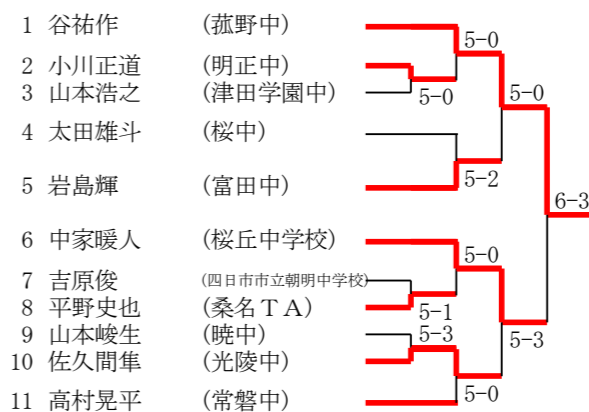 1 谷祐作 (菰野中)
5-0
2 小川正道 (明正中)
3 山本浩之 (津田学園中)
5-0
5-0
4 太田雄斗 (桜中)
5 岩島輝 (富田中)
5-2
6-3
6 中家暖人 (桜丘中学校)
5-0
7 吉原俊 (四日市市立朝明中学校)
8 平野史也 (桑名TA)
5-1
9 山本峻生 (暁中)
5-3
5-3
10 佐久間隼 (光陵中)
11 高村晃平 (常磐中)
5-0